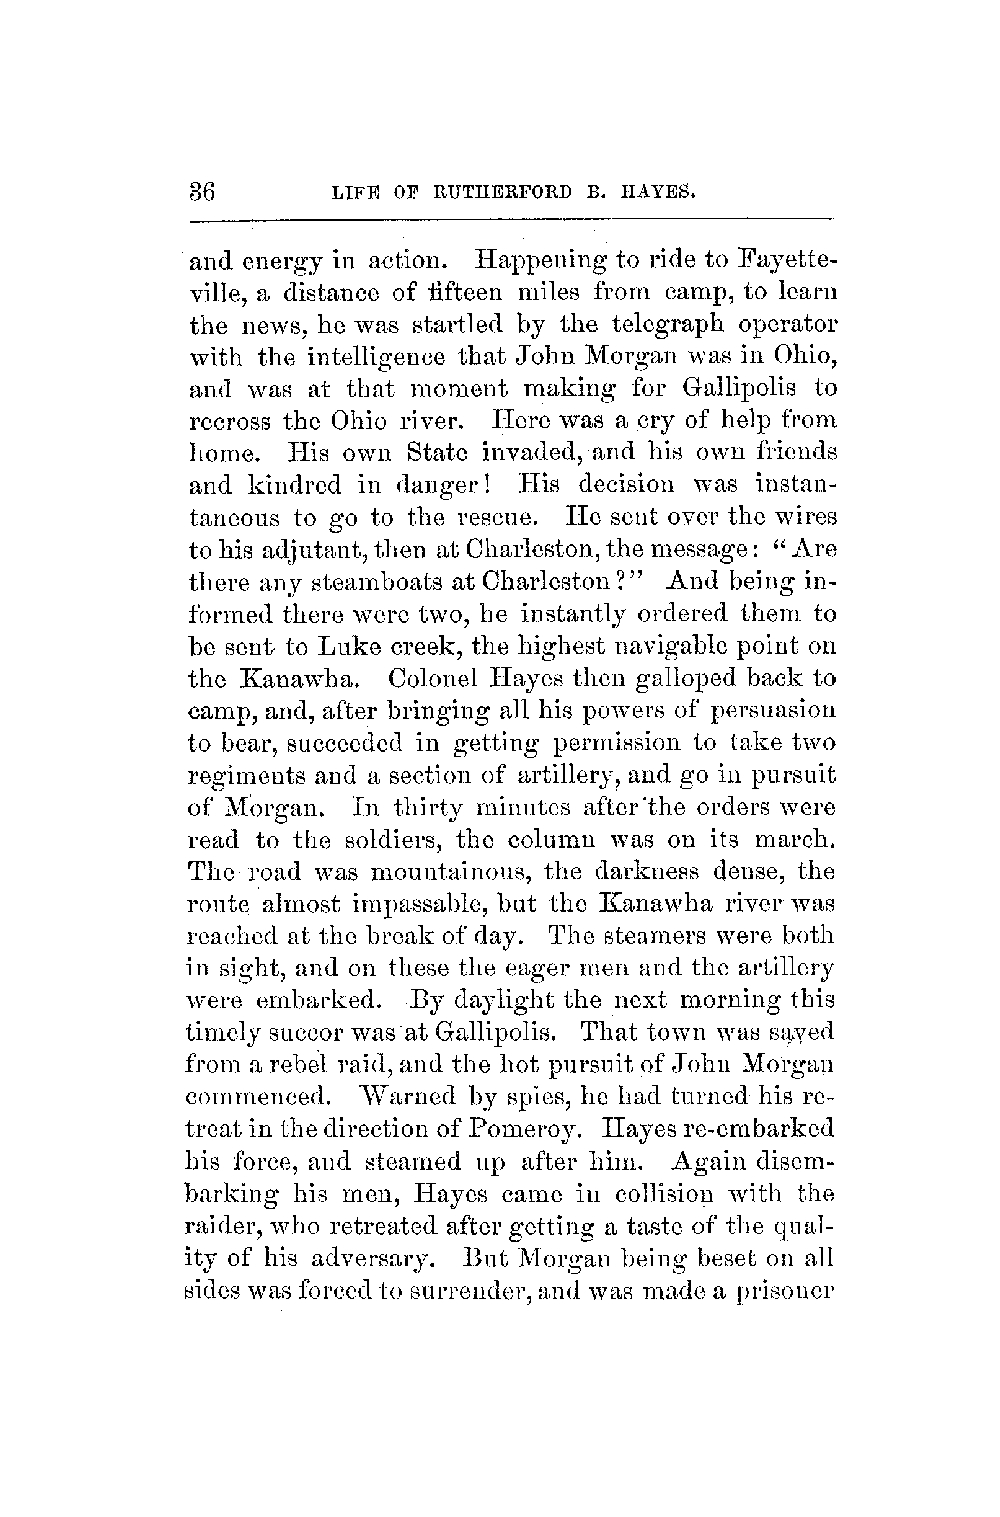 36 LIFE OF RUTHERFORD B. HAYES.
and energy in action. Happening to ride to Fayette-
ville, a distance of fifteen miles from camp, to learn
the news, he was startled by the telegraph operator
with the intelligence that John Morgan was in Ohio,
and was at that moment making for Gallipolis to
recross the Ohio river. Here was a cry of help from
home. His own State invaded, and his own friends
and kindred in danger! His decision was instan-
taneous to go to the rescue. He sent over the wires
to his adjutant, then at Charleston, the message: “Are
there any steamboats at Charleston?” And being in-
formed there were two, he instantly ordered them to
be sent to Luke creek, the highest navigable point on
the Kanawha. Colonel Hayes then galloped back to
camp, and, after bringing all his powers of persuasion
to bear, succeeded in getting permission to take two
regiments and a section of artillery, and go in pursuit
of Morgan. In thirty minutes after the orders were
read to the soldiers, the column was on its march.
The road was mountainous, the darkness dense, the
route almost impassable, but the Kanawha river was
reached at the break of day. The steamers were both
in sight, and on these the eager men and the artillery
were embarked. By daylight the next morning this
timely succor was at Gallipolis. That town was saved
from a rebel raid, and the hot pursuit of John Morgan
commenced. Warned by spies, he had turned his re-
treat in the direction of Pomeroy. Hayes re-embarked
his force, and steamed up after him. Again disem-
barking his men, Hayes came in collision with the
raider, who retreated after getting a taste of the qual-
ity of his adversary. But Morgan being beset on all
sides was forced to surrender, and was made a prisoner